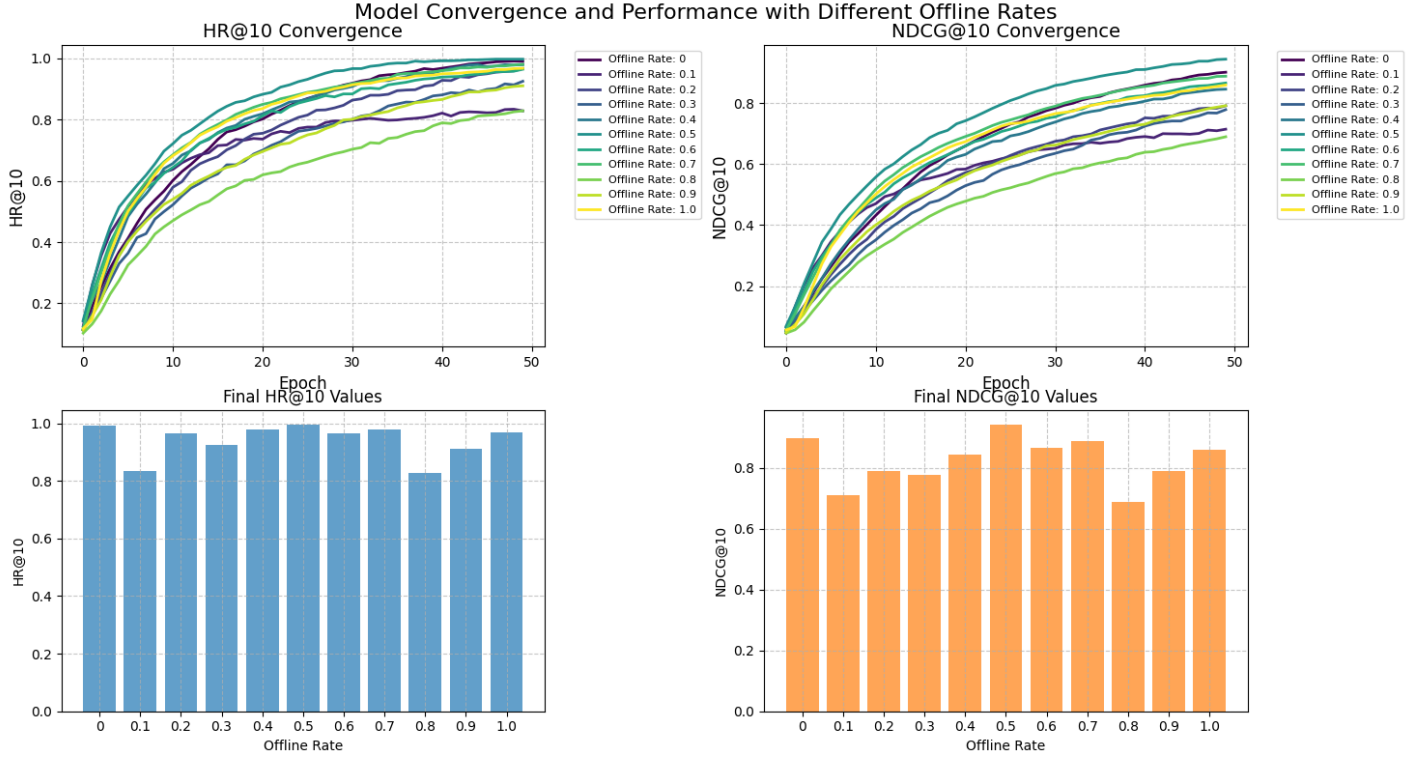 Model Convergence and Performance with Different Offline Rates
HR@10 Convergence
HR@10
1.0
0.8
0.6
0.4
0.2
0
10
20
30
40
50
Epoch
Offline Rate: 0
Offline Rate: 0.1
Offline Rate: 0.2
Offline Rate: 0.3
Offline Rate: 0.4
Offline Rate: 0.5
Offline Rate: 0.6
Offline Rate: 0.7
Offline Rate: 0.8
Offline Rate: 0.9
Offline Rate: 1.0
NDCG@10 Convergence
NDCG@10
0.8
0.6
0.4
0.2
0
10
20
30
40
50
Epoch
Offline Rate: 0
Offline Rate: 0.1
Offline Rate: 0.2
Offline Rate: 0.3
Offline Rate: 0.4
Offline Rate: 0.5
Offline Rate: 0.6
Offline Rate: 0.7
Offline Rate: 0.8
Offline Rate: 0.9
Offline Rate: 1.0
Final HR@10 Values
HR@10
1.0
0.8
0.6
0.4
0.2
0.0
0
0.1
0.2
0.3
0.4
0.5
0.6
0.7
0.8
0.9
1.0
Offline Rate
Final NDCG@10 Values
NDCG@10
0.8
0.6
0.4
0.2
0.0
0
0.1
0.2
0.3
0.4
0.5
0.6
0.7
0.8
0.9
1.0
Offline Rate